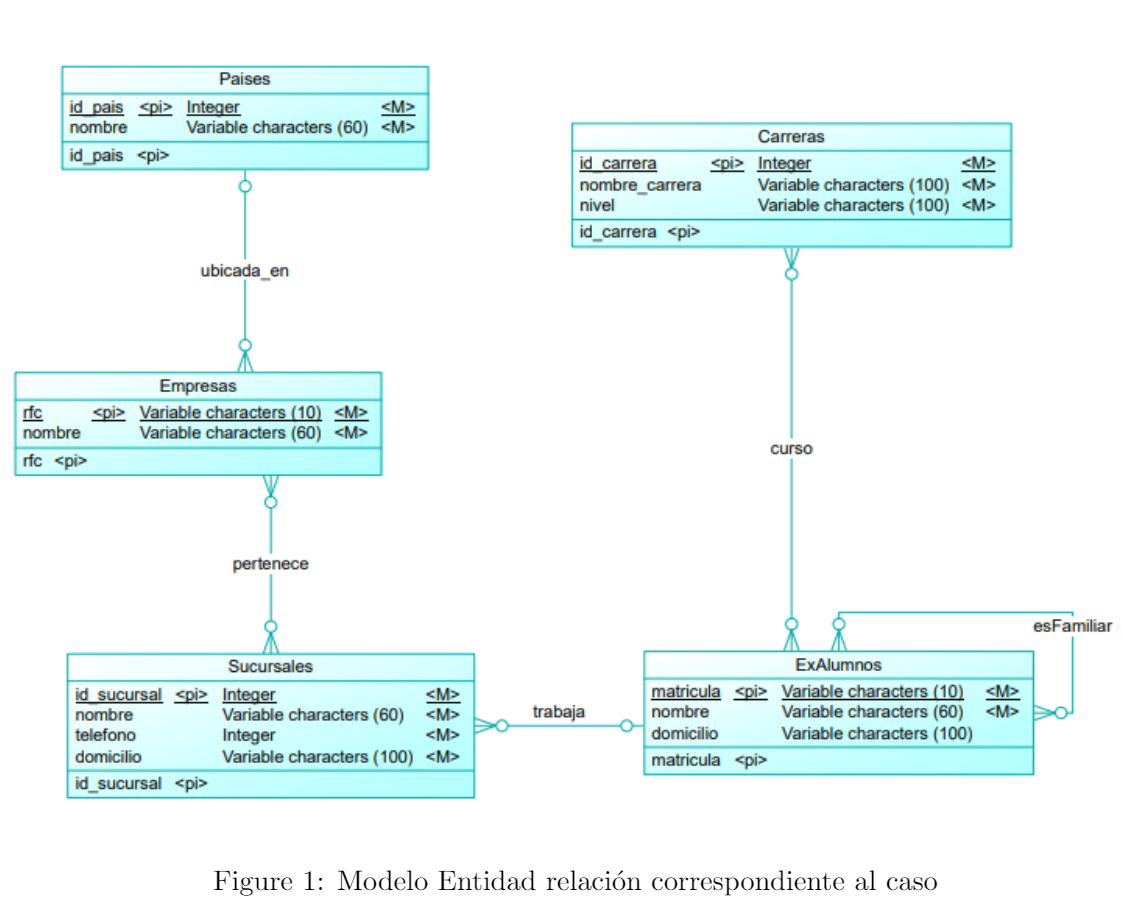 Paises
id_pais <pi> Integer <M>
nombre Variable characters (60) <M>
id_pais <pi>
ubicada_en
Empresas
rfc <pi> Variable characters (10) <M>
nombre Variable characters (60) <M>
rfc <pi>
pertenece
Sucursales
id_sucursal <pi> Integer <M>
nombre Variable characters (60) <M>
telefono Integer <M>
domicilio Variable characters (100) <M>
id_sucursal <pi>
trabaja
Carreras
id_carrera <pi> Integer <M>
nombre_carrera Variable characters (100) <M>
nivel Variable characters (100) <M>
id_carrera <pi>
curso
esFamiliar
ExAlumnos
matricula <pi> Variable characters (10) <M>
nombre Variable characters (60) <M>
domicilio Variable characters (100)
matricula <pi>
Figure 1: Modelo Entidad relación correspondiente al caso